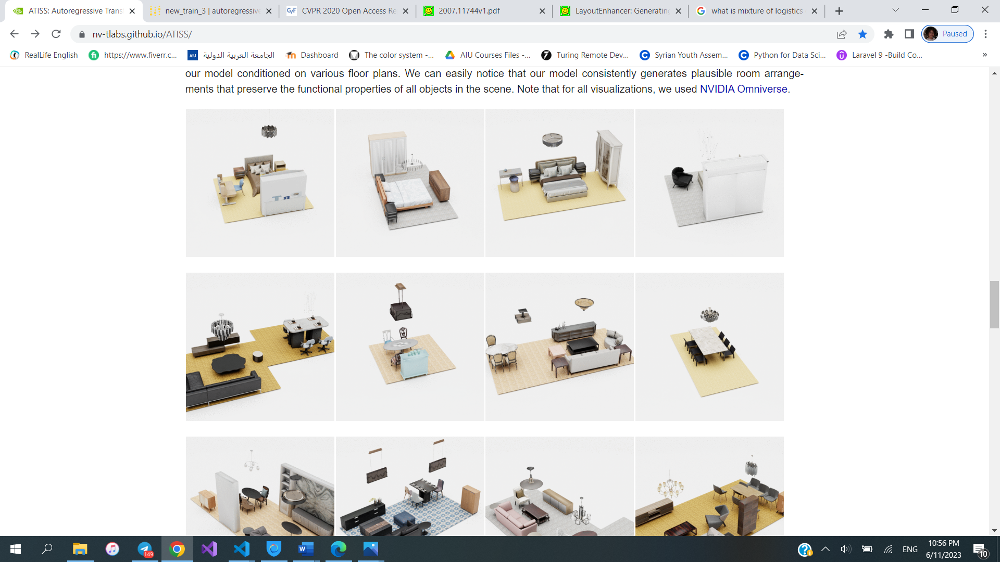 ATISS: Autoregressive Trans
new_train_3 | autoregressive
CVPR 2020 Open Access Re
2007.11744v1.pdf
LayoutEnhancer: Generating
what is mixture of logistics
nv-tlabs.github.io/ATISS/
Paused
RealLife English
https://www.fiverr.c...
AIU
الجامعة العربية الدولية
Dashboard
The color system -...
AIU Courses Files -...
Turing Remote Dev...
Syrian Youth Assem...
Python for Data Sci...
Laravel 9 -Build Co...
»
our model conditioned on various floor plans. We can easily notice that our model consistently generates plausible room arrange-
ments that preserve the functional properties of all objects in the scene. Note that for all visualizations, we used NVIDIA Omniverse.
149
ENG
10:56 PM
6/11/2023
10